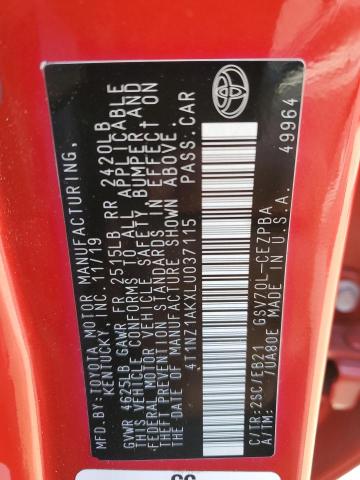 MFD.BY:TOYOTA MOTOR MANUFACTURING,
KENTUCKY, INC. 11/19
GVWR 4625LB GAWR FR 2515LB RR 2420LB
THIS VEHICLE CONFORMS TO ALL APPLICABLE
FEDERAL MOTOR VEHICLE SAFETY, BUMPER, AND
THEFT PREVENTION STANDARDS IN EFFECT ON
THE DATE OF MANUFACTURE SHOWN ABOVE.
4T1NZ1AKXLU037115 PASS.CAR
C/TR:2SC/EB21 GSV70L-CEZPBA
A/TM: /UA80E MADE IN U.S.A.
49964